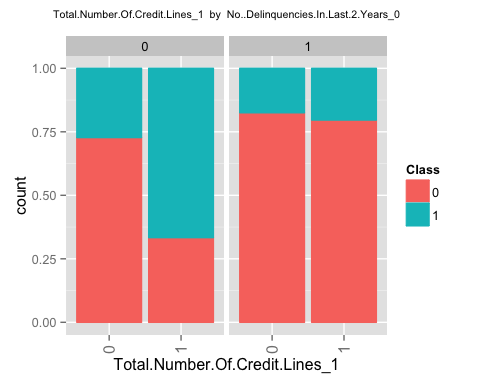 Total.Number.Of.Credit.Lines_1 by No..Delinquencies.In.Last.2.Years_0
0 1
1.00
0.75
0.50
0.25
0.00
count
0 1 0 1
Total.Number.Of.Credit.Lines_1
Class
0
1